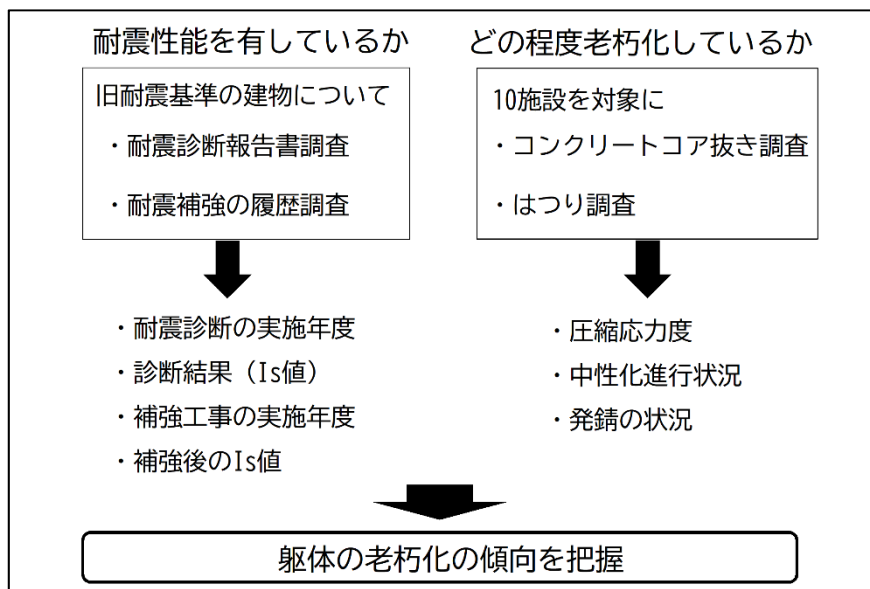 耐震性能を有しているか
旧耐震基準の建物について
・耐震診断報告書調査
・耐震補強の履歴調査
・耐震診断の実施年度
・診断結果（Is値）
・補強工事の実施年度
・補強後のIs値
どの程度老朽化しているか
10施設を対象に
・コンクリートコア抜き調査
・はつり調査
・圧縮応力度
・中性化進行状況
・発錆の状況
躯体の老朽化の傾向を把握